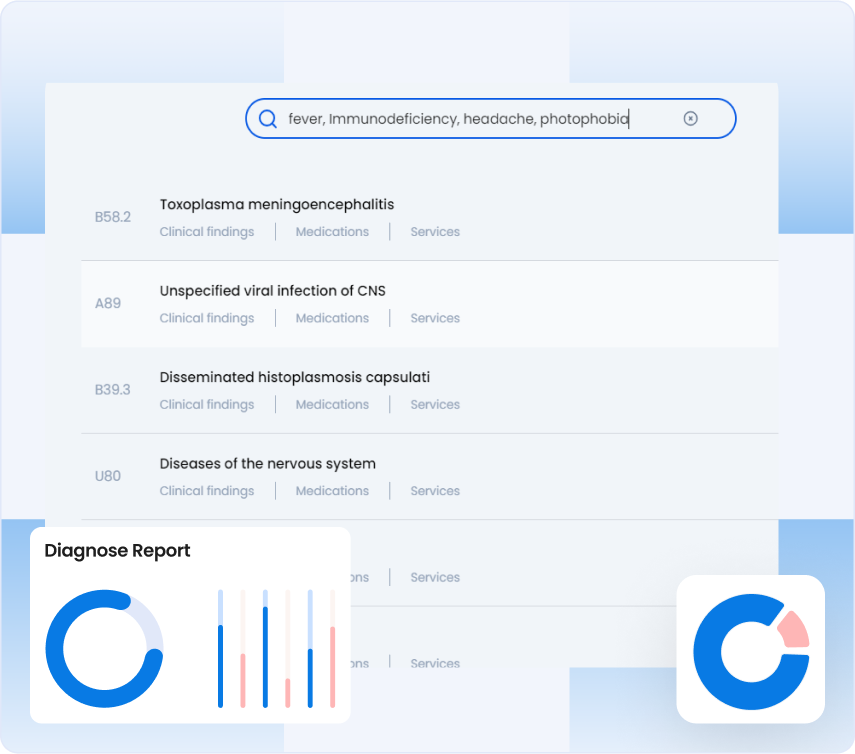 fever, Immunodeficiency, headache, photophobia
B58.2
Toxoplasma meningoencephalitis
Clinical findings | Medications | Services
A89
Unspecified viral infection of CNS
Clinical findings | Medications | Services
B39.3
Disseminated histoplasmosis capsulati
Clinical findings | Medications | Services
U80
Diseases of the nervous system
Clinical findings | Medications | Services
Diagnose Report
ons | Services
ons | Services